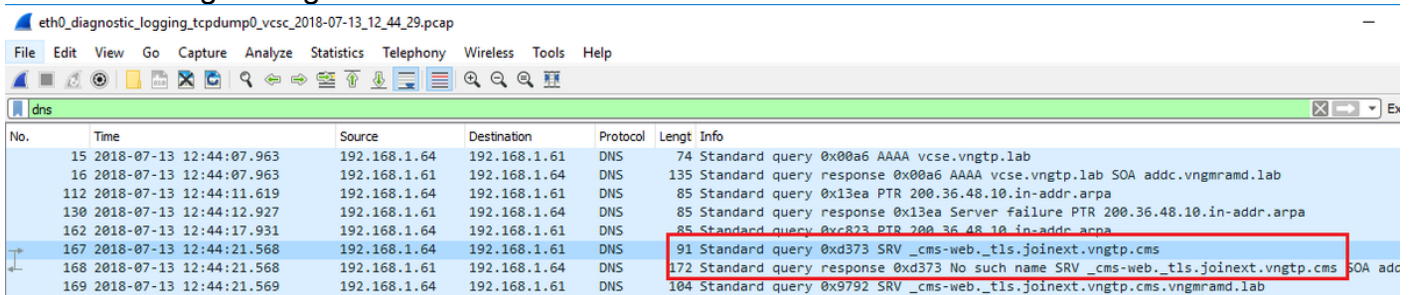 eth0_diagnostic_logging_tcpdump0_vcsc_2018-07-13_12_44_29.pcap
File Edit View Go Capture Analyze Statistics Telephony Wireless Tools Help
dns
No. Time Source Destination Protocol Lengt Info
15 2018-07-13 12:44:07.963 192.168.1.64 192.168.1.61 DNS 74 Standard query 0x00a6 AAAA vcse.vngtp.lab
16 2018-07-13 12:44:07.963 192.168.1.61 192.168.1.64 DNS 135 Standard query response 0x00a6 AAAA vcse.vngtp.lab SOA addc.vngmramd.lab
112 2018-07-13 12:44:11.619 192.168.1.64 192.168.1.61 DNS 85 Standard query 0x13ea PTR 200.36.48.10.in-addr.arpa
130 2018-07-13 12:44:12.927 192.168.1.61 192.168.1.64 DNS 85 Standard query response 0x13ea Server failure PTR 200.36.48.10.in-addr.arpa
162 2018-07-13 12:44:17.931 192.168.1.64 192.168.1.61 DNS 85 Standard query 0xc823 PTR 200.36.48.10.in-addr.arpa
167 2018-07-13 12:44:21.568 192.168.1.64 192.168.1.61 DNS 91 Standard query 0xd373 SRV _cms-web._tls.joinext.vngtp.cms
168 2018-07-13 12:44:21.568 192.168.1.61 192.168.1.64 DNS 172 Standard query response 0xd373 No such name SRV _cms-web._tls.joinext.vngtp.cms SOA add
169 2018-07-13 12:44:21.569 192.168.1.64 192.168.1.61 DNS 104 Standard query 0x9792 SRV _cms-web._tls.joinext.vngtp.cms.vngmramd.lab